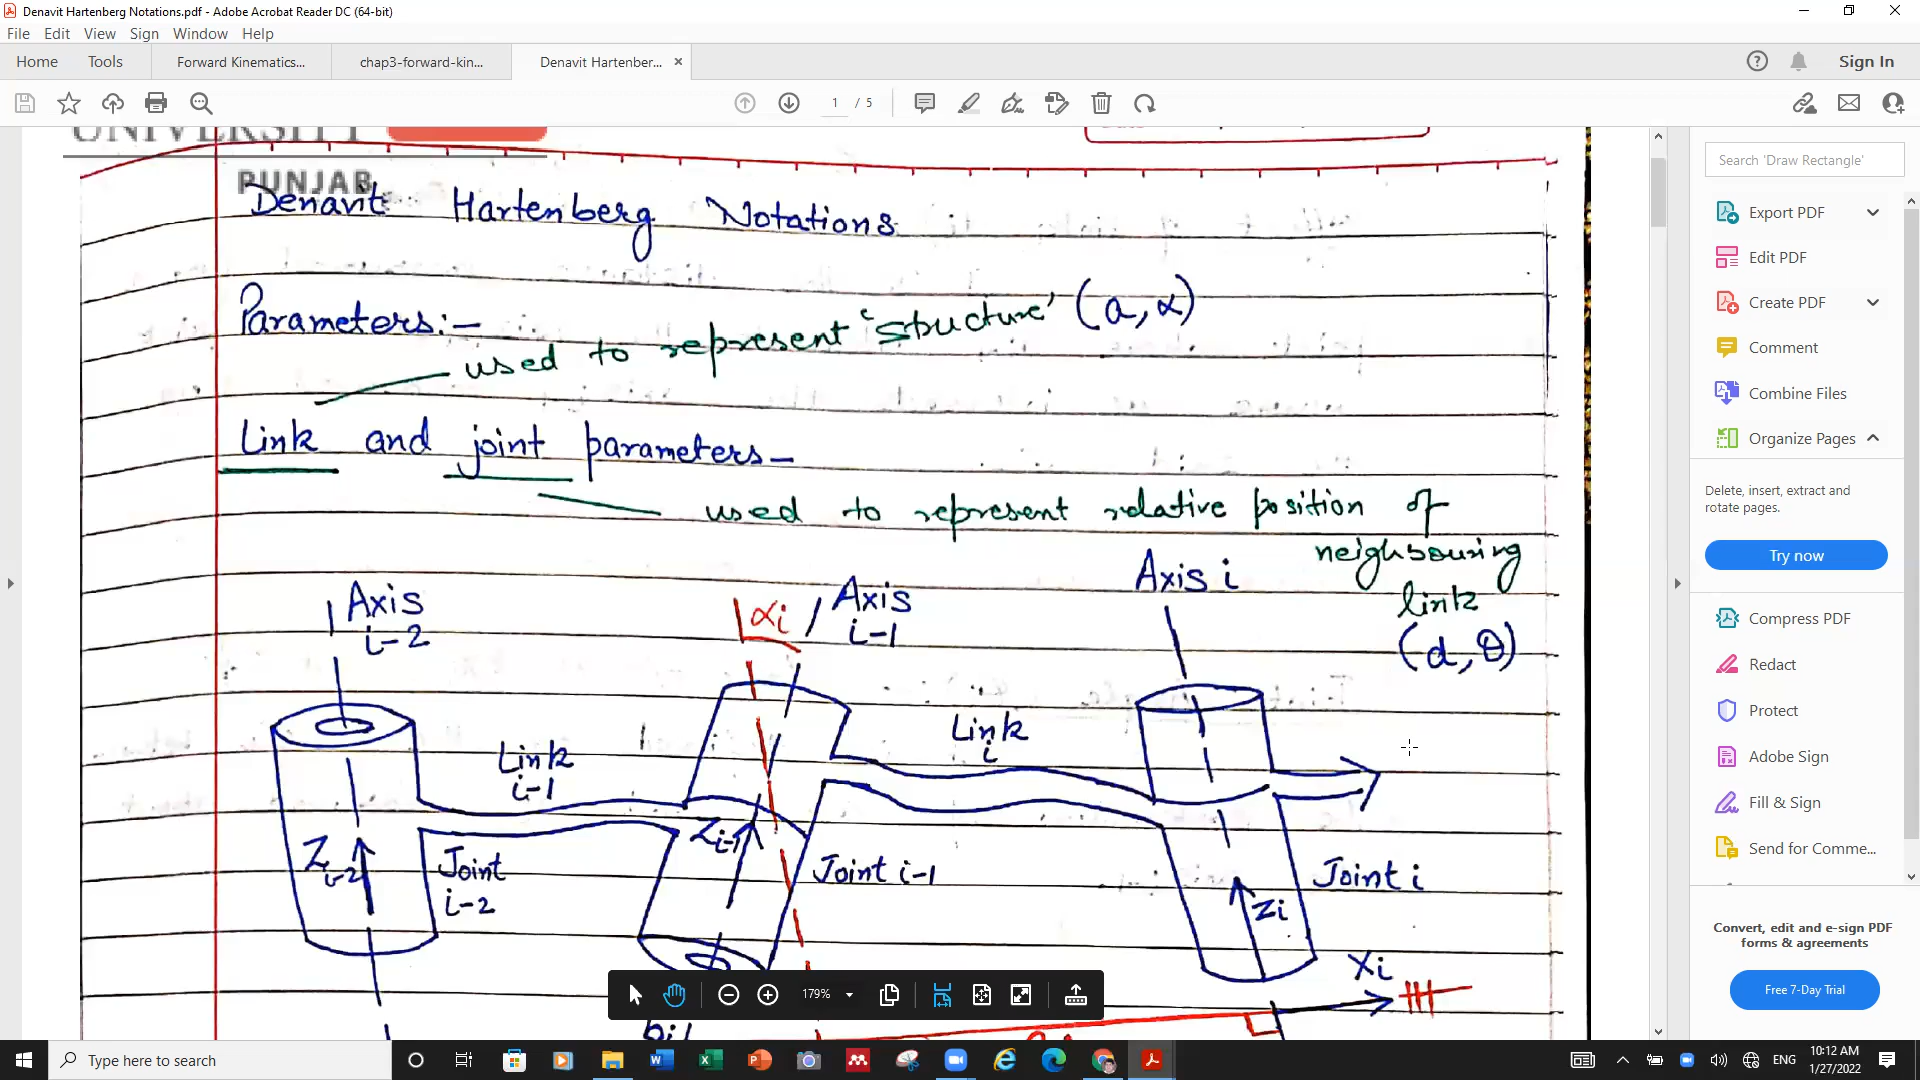 Denavit Hartenberg Notations.pdf - Adobe Acrobat Reader DC (64-bit)
File Edit View Sign Window Help
Home Tools Forward Kinematics... chap3-forward-kin... Denavit Hartenber... × Sign In
1 / 5
UNIVERSITY
PUNJAB
Denavit Hartenberg Notations
Parameters:- (a, α)
used to represent 'structure'
Link and joint parameters-
used to represent relative position of
neighbouring
link
(d, θ)
Axis
i-2
αi
Axis
i-1
Axis i
Link
i-1
Link
i
Zi-2
Joint
i-2
Zi-1
Joint i-1
Joint i
Zi
Xi
179%
Search 'Draw Rectangle'
Export PDF
Edit PDF
Create PDF
Comment
Combine Files
Organize Pages
Delete, insert, extract and
rotate pages.
Try now
Compress PDF
Redact
Protect
Adobe Sign
Fill & Sign
Send for Comme...
Convert, edit and e-sign PDF
forms & agreements
Free 7-Day Trial
Type here to search
ENG
10:12 AM
1/27/2022